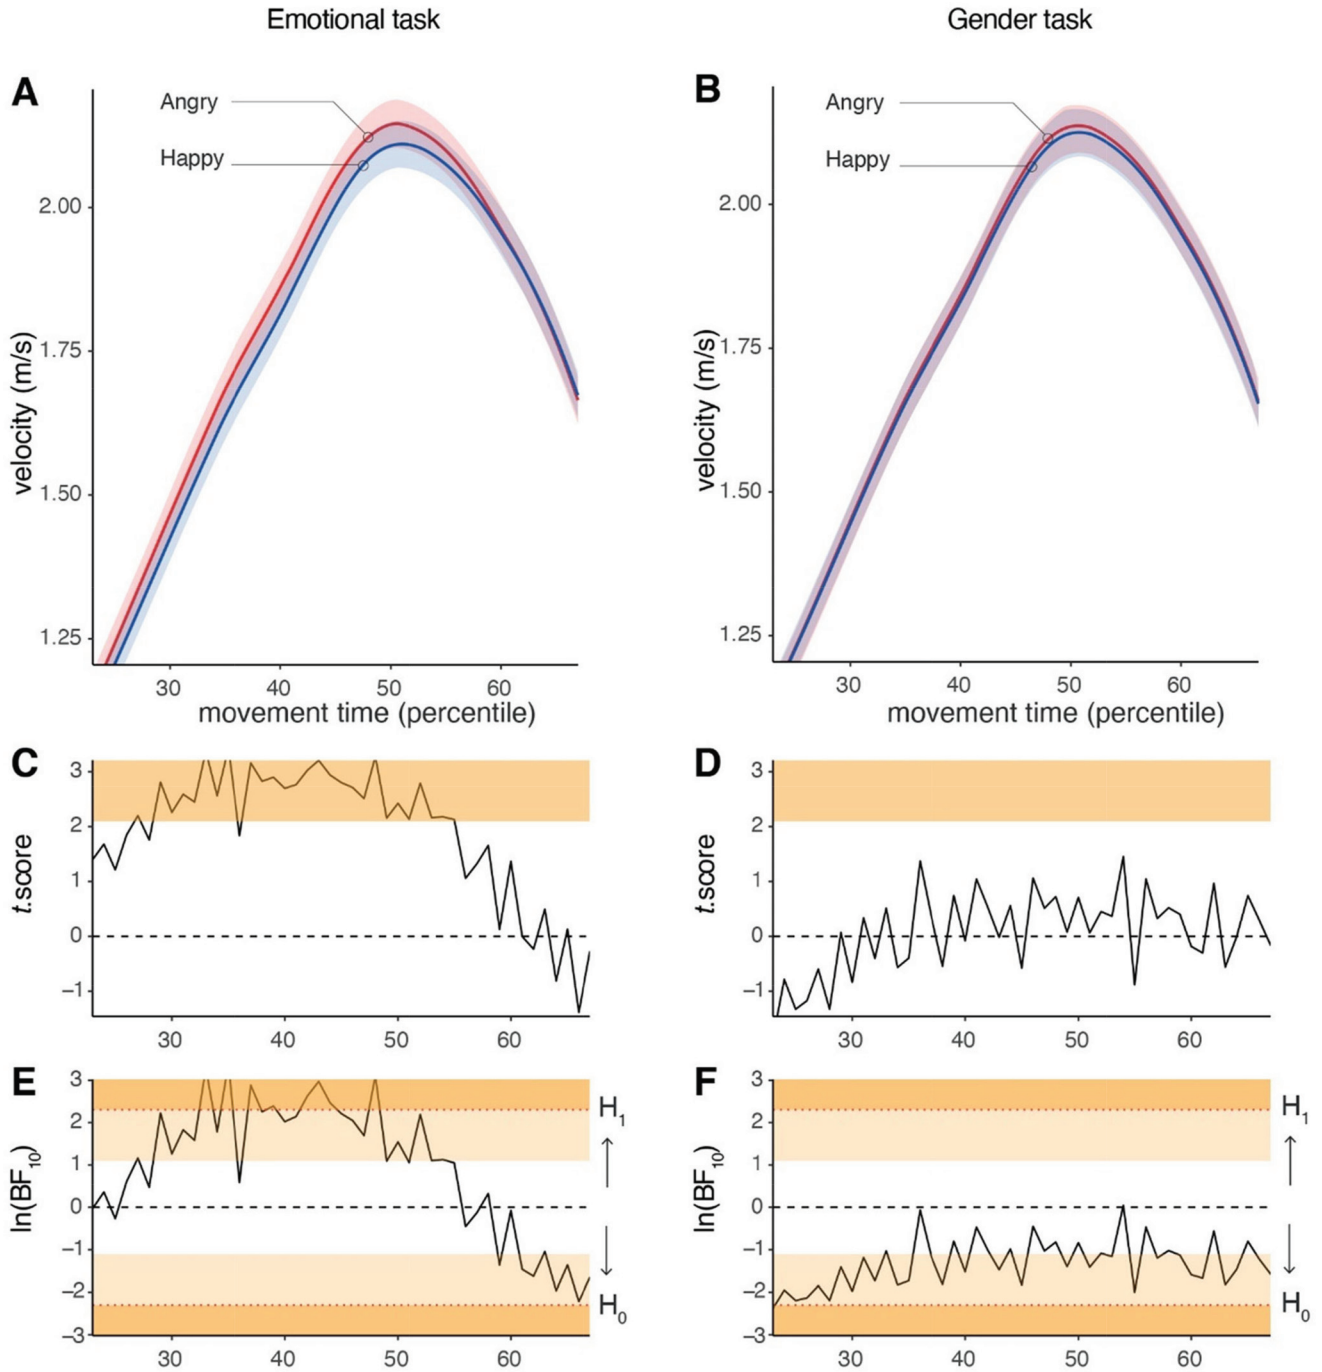 Emotional task
Gender task
A
Angry
Happy
2.00
1.75
1.50
1.25
velocity (m/s)
30 40 50 60
movement time (percentile)
B
Angry
Happy
2.00
1.75
1.50
1.25
velocity (m/s)
30 40 50 60
movement time (percentile)
C
3
2
1
0
−1
t.score
30 40 50 60
D
3
2
1
0
−1
t.score
30 40 50 60
E
3
2
1
0
−1
−2
−3
ln(BF10)
H1
H0
30 40 50 60
F
3
2
1
0
−1
−2
−3
ln(BF10)
H1
H0
30 40 50 60